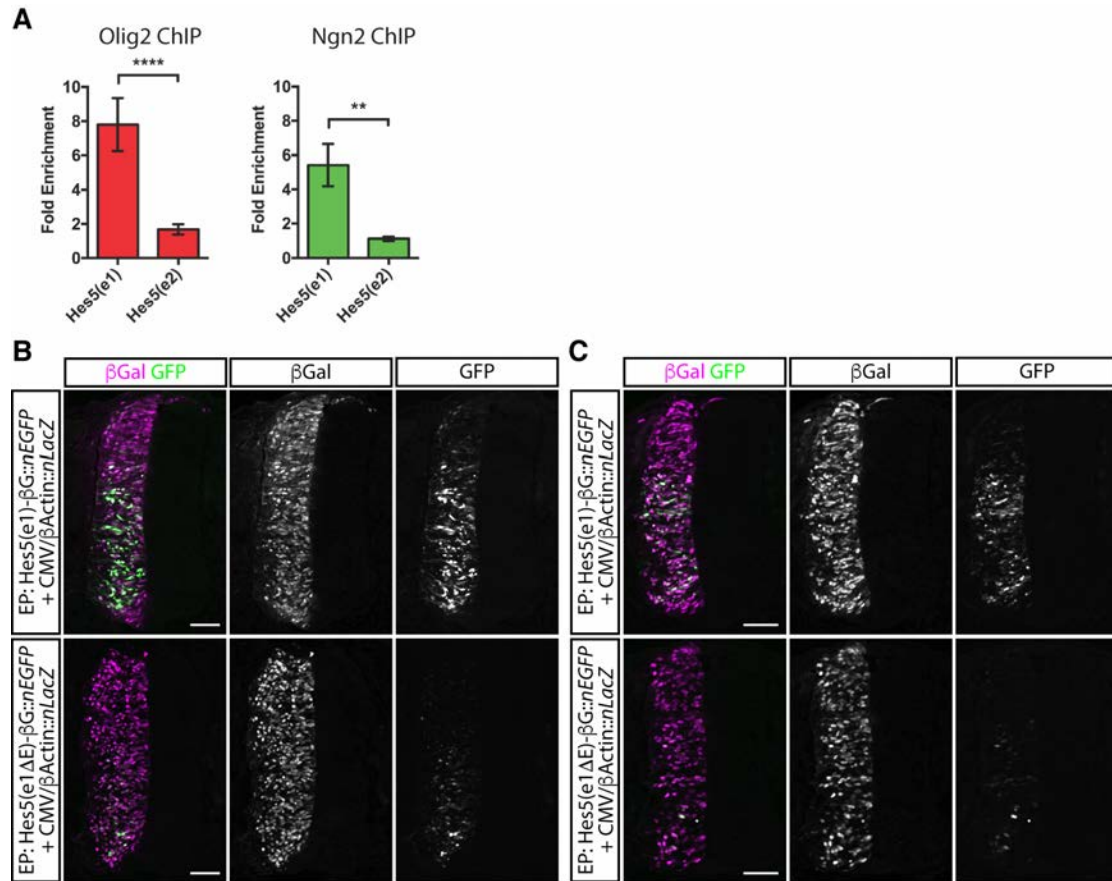 A
Olig2 ChIP
****
Fold Enrichment
10
8
6
4
2
0
Hes5(e1)
Hes5(e2)
Ngn2 ChIP
**
Fold Enrichment
10
8
6
4
2
0
Hes5(e1)
Hes5(e2)
B
βGal GFP
βGal
GFP
EP: Hes5(e1)-βG::nEGFP
+ CMV/βActin::nLacZ
EP: Hes5(e1ΔE)-βG::nEGFP
+ CMV/βActin::nLacZ
C
βGal GFP
βGal
GFP
EP: Hes5(e1)-βG::nEGFP
+ CMV/βActin::nLacZ
EP: Hes5(e1ΔE)-βG::nEGFP
+ CMV/βActin::nLacZ